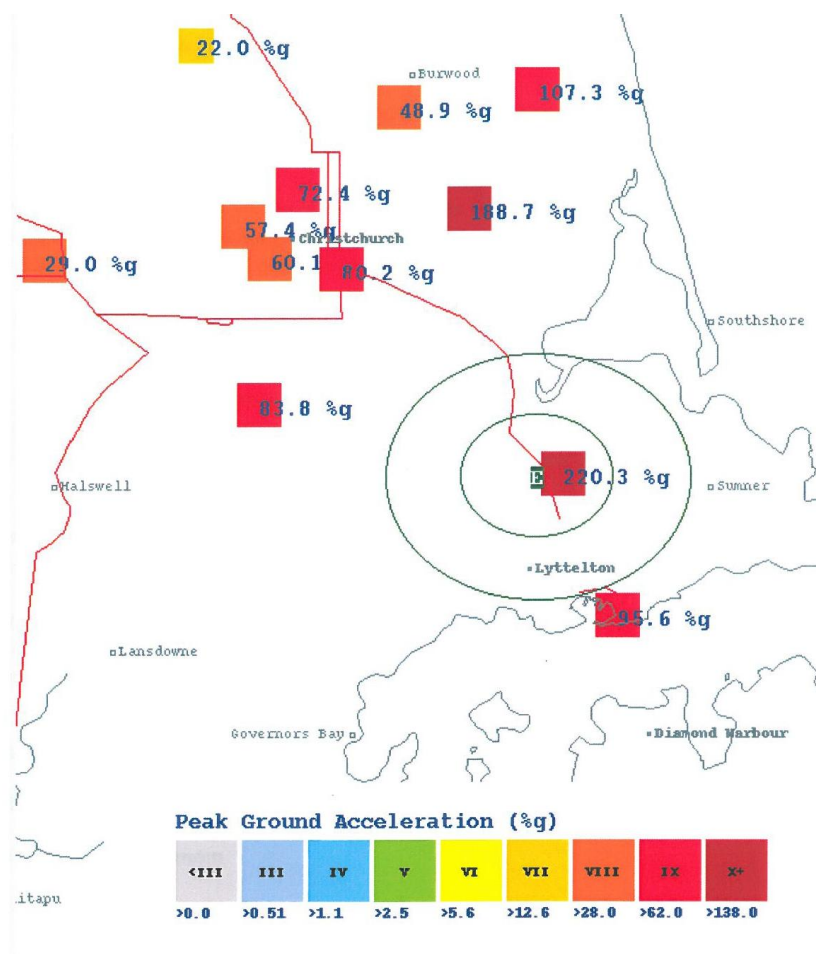 22.0 %g
Burwood
107.3 %g
48.9 %g
72.4 %g
188.7 %g
57.4 %g
Christchurch
29.0 %g
60.1
80.2 %g
Southshore
83.8 %g
E
220.3 %g
Halswell
Sumner
Lyttelton
95.6 %g
Lansdowne
Governors Bay
Diamond Harbour
Peak Ground Acceleration (%g)
<III III IV V VI VII VIII IX X+
>0.0 >0.51 >1.1 >2.5 >5.6 >12.6 >28.0 >62.0 >138.0
itapu